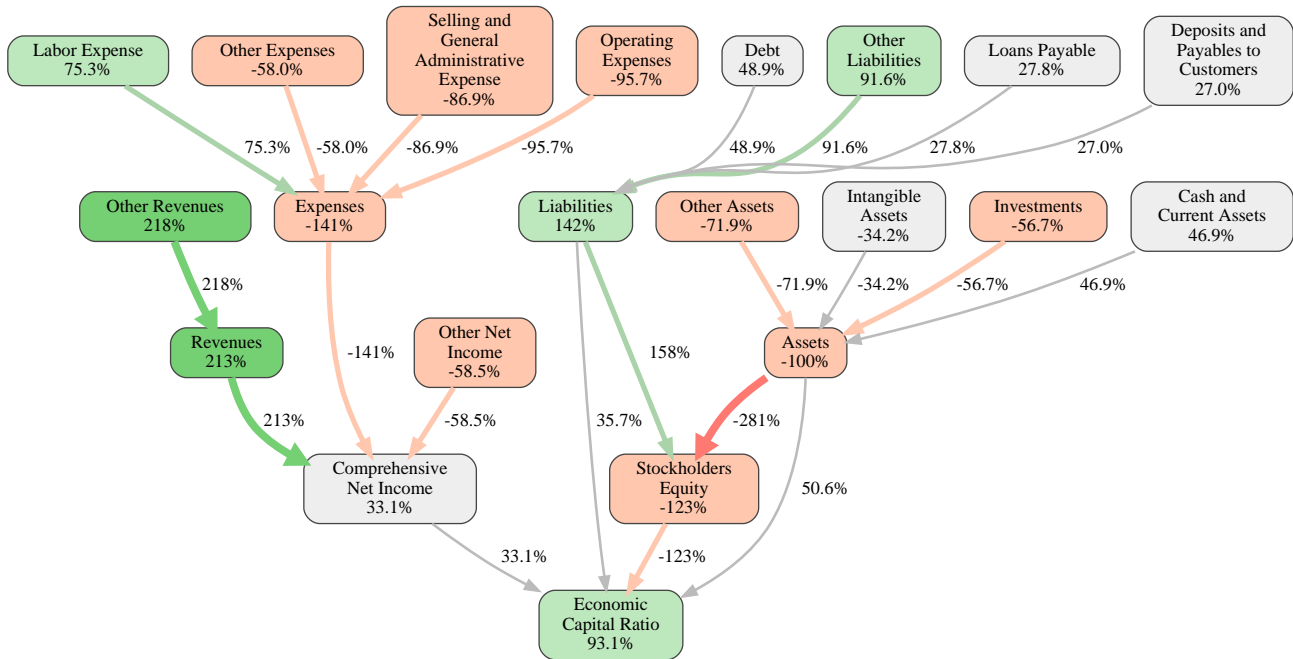 Labor Expense
75.3%
Other Expenses
-58.0%
Selling and
General
Administrative
Expense
-86.9%
Operating
Expenses
-95.7%
Debt
48.9%
Other
Liabilities
91.6%
Loans Payable
27.8%
Deposits and
Payables to
Customers
27.0%
75.3%
-58.0%
-86.9%
-95.7%
48.9%
91.6%
27.8%
27.0%
Other Revenues
218%
Expenses
-141%
Liabilities
142%
Other Assets
-71.9%
Intangible
Assets
-34.2%
Investments
-56.7%
Cash and
Current Assets
46.9%
218%
-71.9%
-34.2%
-56.7%
46.9%
Revenues
213%
-141%
Other Net
Income
-58.5%
158%
Assets
-100%
213%
-58.5%
35.7%
-281%
Comprehensive
Net Income
33.1%
Stockholders
Equity
-123%
50.6%
33.1%
-123%
Economic
Capital Ratio
93.1%